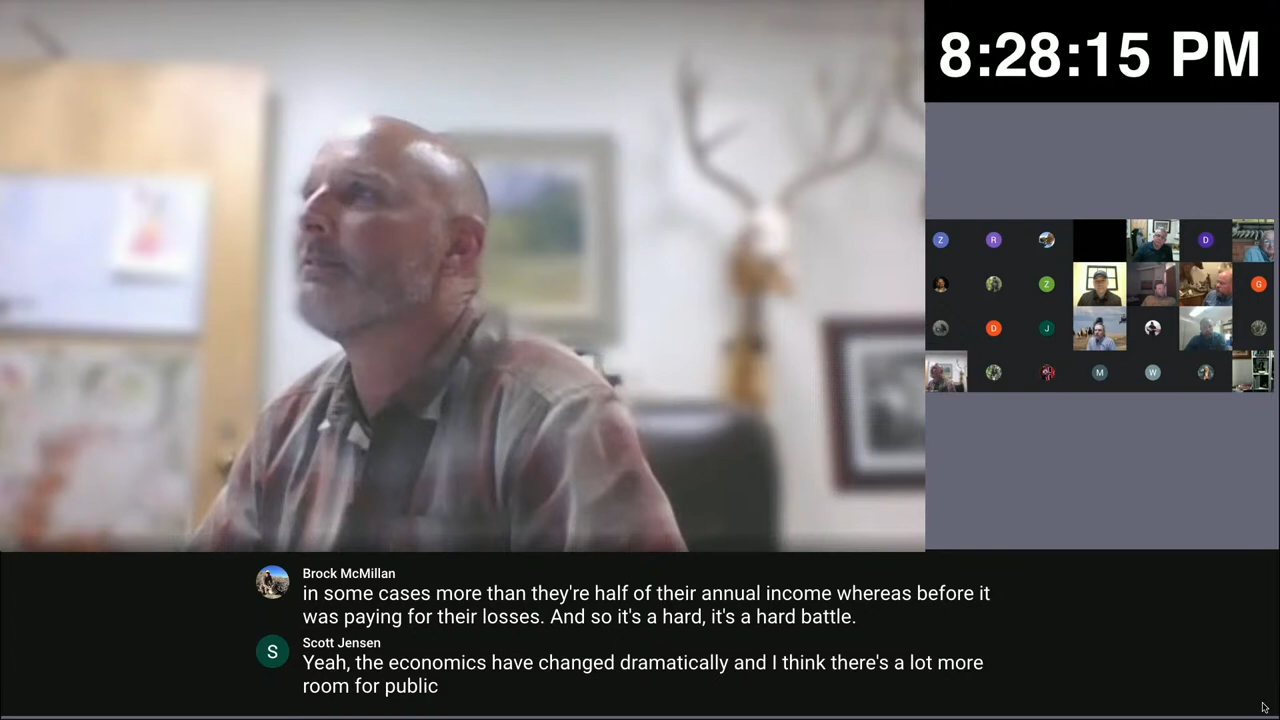 8:28:15 PM
Z
R
D
Z
G
D
J
M
W
Brock McMillan
in some cases more than they're half of their annual income whereas before it
was paying for their losses. And so it's a hard, it's a hard battle.
S
Scott Jensen
Yeah, the economics have changed dramatically and I think there's a lot more
room for public